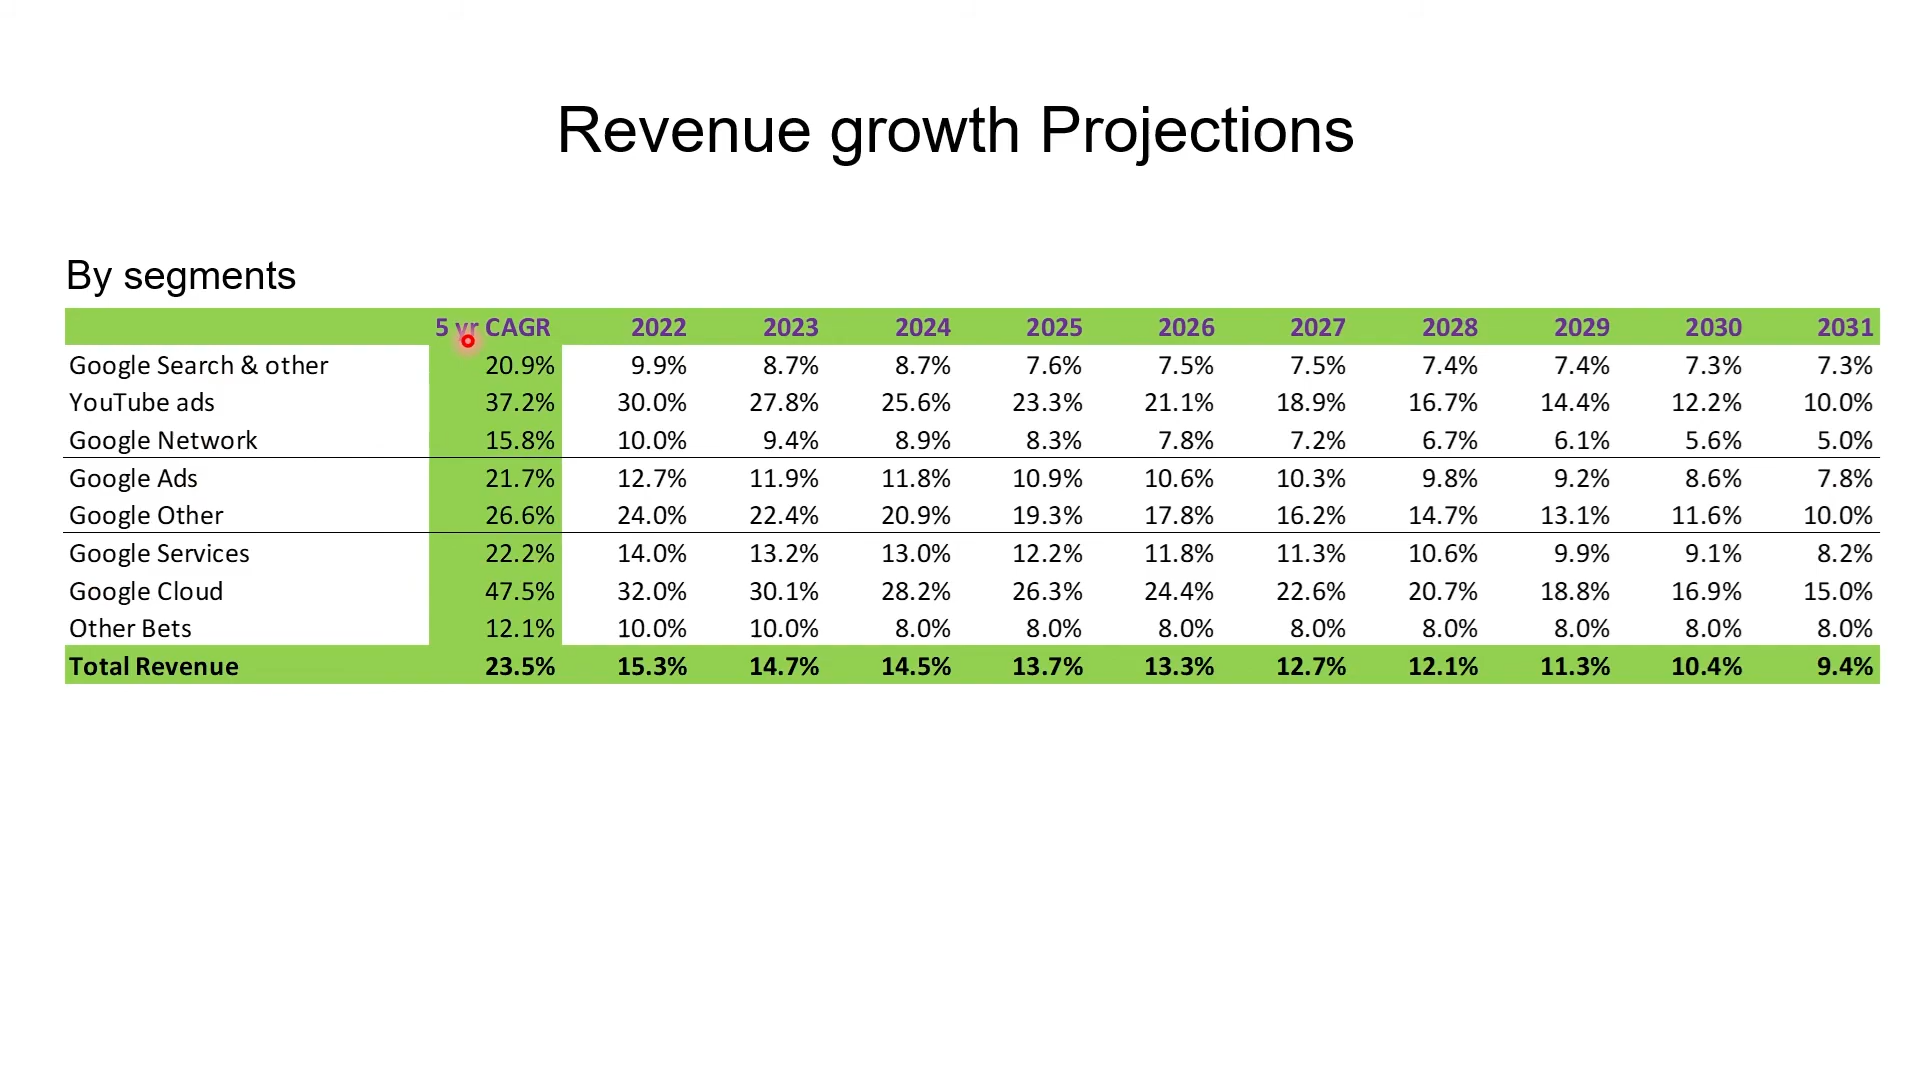 Revenue growth Projections
By segments
5 yr CAGR 2022 2023 2024 2025 2026 2027 2028 2029 2030 2031
Google Search & other 20.9% 9.9% 8.7% 8.7% 7.6% 7.5% 7.5% 7.4% 7.4% 7.3% 7.3%
YouTube ads 37.2% 30.0% 27.8% 25.6% 23.3% 21.1% 18.9% 16.7% 14.4% 12.2% 10.0%
Google Network 15.8% 10.0% 9.4% 8.9% 8.3% 7.8% 7.2% 6.7% 6.1% 5.6% 5.0%
Google Ads 21.7% 12.7% 11.9% 11.8% 10.9% 10.6% 10.3% 9.8% 9.2% 8.6% 7.8%
Google Other 26.6% 24.0% 22.4% 20.9% 19.3% 17.8% 16.2% 14.7% 13.1% 11.6% 10.0%
Google Services 22.2% 14.0% 13.2% 13.0% 12.2% 11.8% 11.3% 10.6% 9.9% 9.1% 8.2%
Google Cloud 47.5% 32.0% 30.1% 28.2% 26.3% 24.4% 22.6% 20.7% 18.8% 16.9% 15.0%
Other Bets 12.1% 10.0% 10.0% 8.0% 8.0% 8.0% 8.0% 8.0% 8.0% 8.0% 8.0%
Total Revenue 23.5% 15.3% 14.7% 14.5% 13.7% 13.3% 12.7% 12.1% 11.3% 10.4% 9.4%